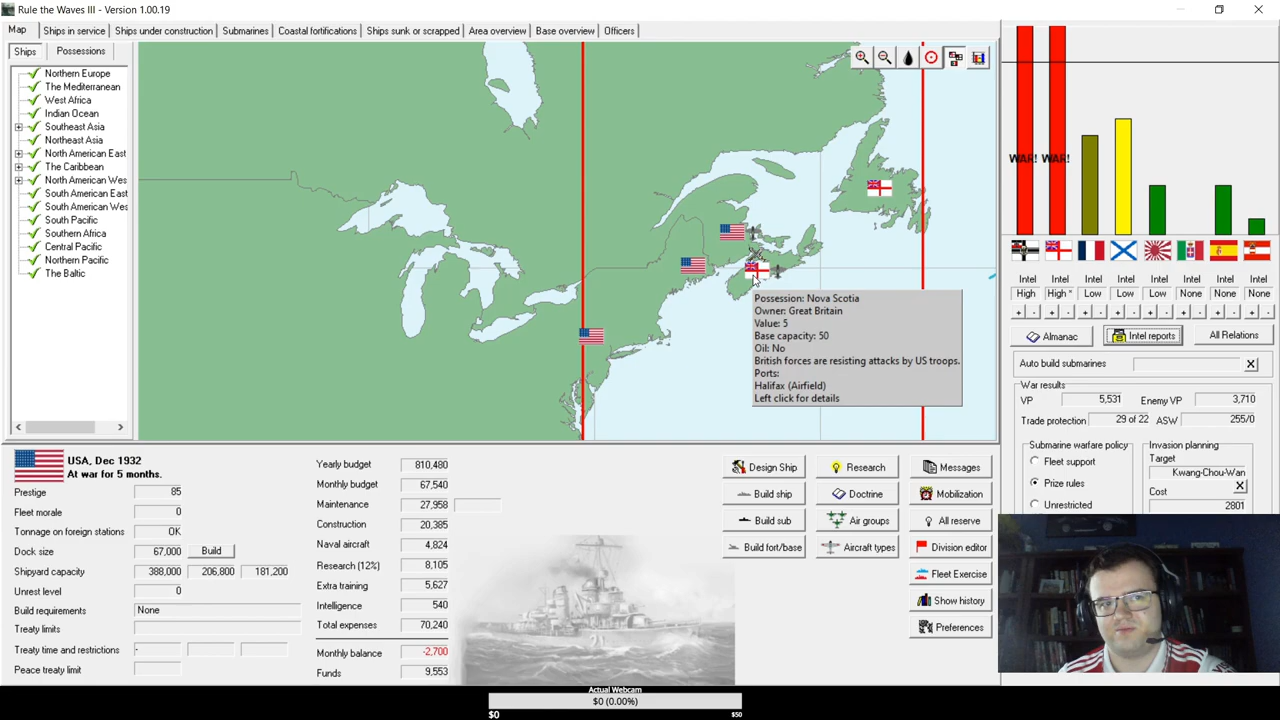 Rule the Waves III - Version 1.00.19
Map
Ships in service
Ships under construction
Submarines
Coastal fortifications
Ships sunk or scrapped
Area overview
Base overview
Officers
Ships
Possessions
Northern Europe
The Mediterranean
West Africa
Indian Ocean
Southeast Asia
Northeast Asia
North American East
The Caribbean
North American Wes
South American East
South American Wes
South Pacific
Southern Africa
Central Pacific
Northern Pacific
The Baltic
Possession: Nova Scotia
Owner: Great Britain
Value: 5
Base capacity: 50
Oil: No
British forces are resisting attacks by US troops.
Ports:
Halifax (Airfield)
Left click for details
WAR! WAR!
Intel Intel Intel Intel Intel Intel Intel Intel
High High * Low Low Low None None None
+ - + - + - + - + - + - + - + -
Almanac
Intel reports
All Relations
Auto build submarines X
War results
VP 5,531 Enemy VP 3,710
Trade protection 29 of 22 ASW 255/0
Submarine warfare policy
Fleet support
Prize rules
Unrestricted
Invasion planning
Target
Kwang-Chou-Wan
Cost X
2801
USA, Dec 1932
At war for 5 months.
Prestige 85
Fleet morale 0
Tonnage on foreign stations OK
Dock size 67,000 Build
Shipyard capacity 388,000 206,800 181,200
Unrest level 0
Build requirements None
Treaty limits
Treaty time and restrictions -
Peace treaty limit
Yearly budget 810,480
Monthly budget 67,540
Maintenance 27,958
Construction 20,385
Naval aircraft 4,824
Research (12%) 8,105
Extra training 5,627
Intelligence 540
Total expenses 70,240
Monthly balance -2,700
Funds 9,553
Design Ship
Research
Messages
Build ship
Doctrine
Mobilization
Build sub
Air groups
All reserve
Build fort/base
Aircraft types
Division editor
Fleet Exercise
Show history
Preferences
Actual Webcam
$0 (0.00%)
$0 $50